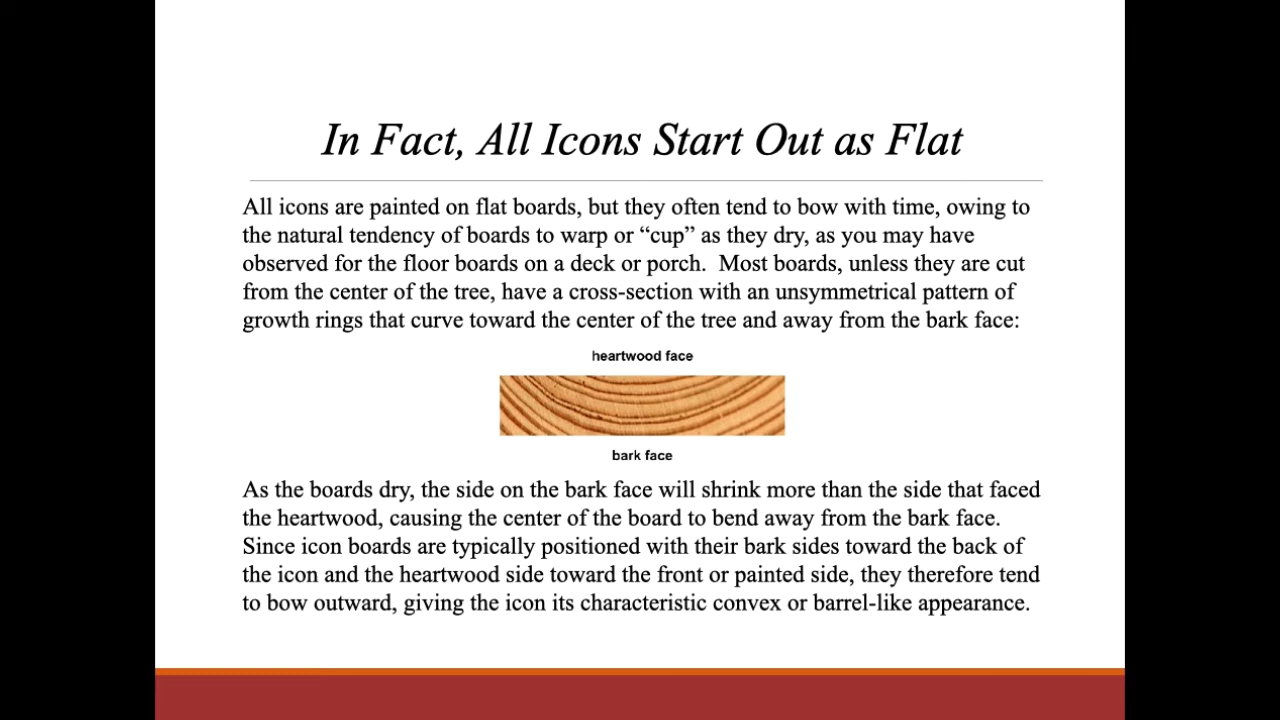 In Fact, All Icons Start Out as Flat
All icons are painted on flat boards, but they often tend to bow with time, owing to
the natural tendency of boards to warp or “cup” as they dry, as you may have
observed for the floor boards on a deck or porch.  Most boards, unless they are cut
from the center of the tree, have a cross-section with an unsymmetrical pattern of
growth rings that curve toward the center of the tree and away from the bark face:
heartwood face
bark face
As the boards dry, the side on the bark face will shrink more than the side that faced
the heartwood, causing the center of the board to bend away from the bark face.
Since icon boards are typically positioned with their bark sides toward the back of
the icon and the heartwood side toward the front or painted side, they therefore tend
to bow outward, giving the icon its characteristic convex or barrel-like appearance.